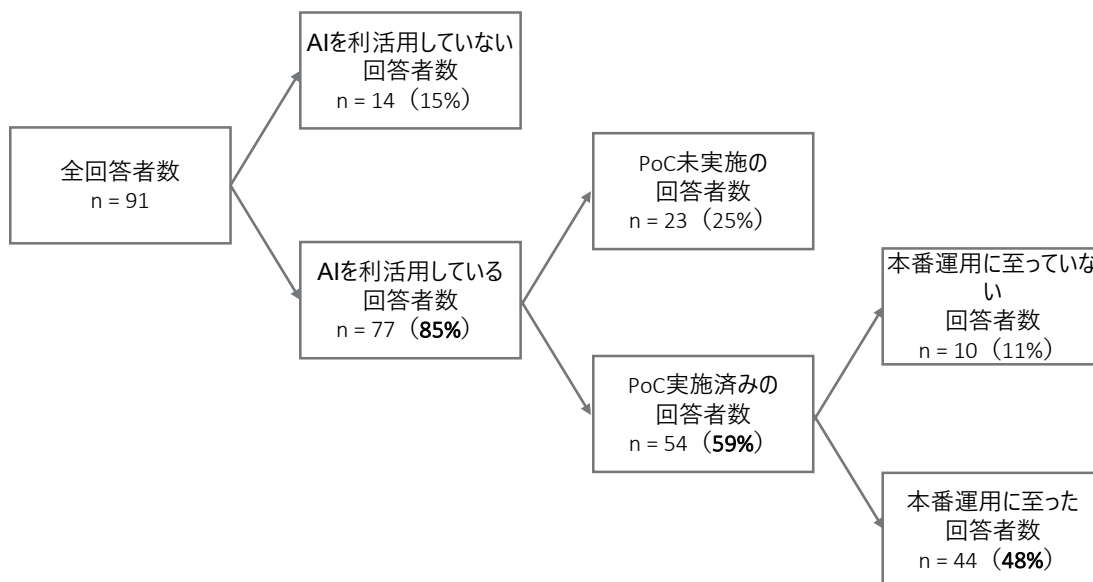 全回答者数
n = 91
AIを利活用していない
回答者数
n = 14（15%）
AIを利活用している
回答者数
n = 77（85%）
PoC未実施の
回答者数
n = 23（25%）
PoC実施済みの
回答者数
n = 54（59%）
本番運用に至っていな
い
回答者数
n = 10（11%）
本番運用に至った
回答者数
n = 44（48%）